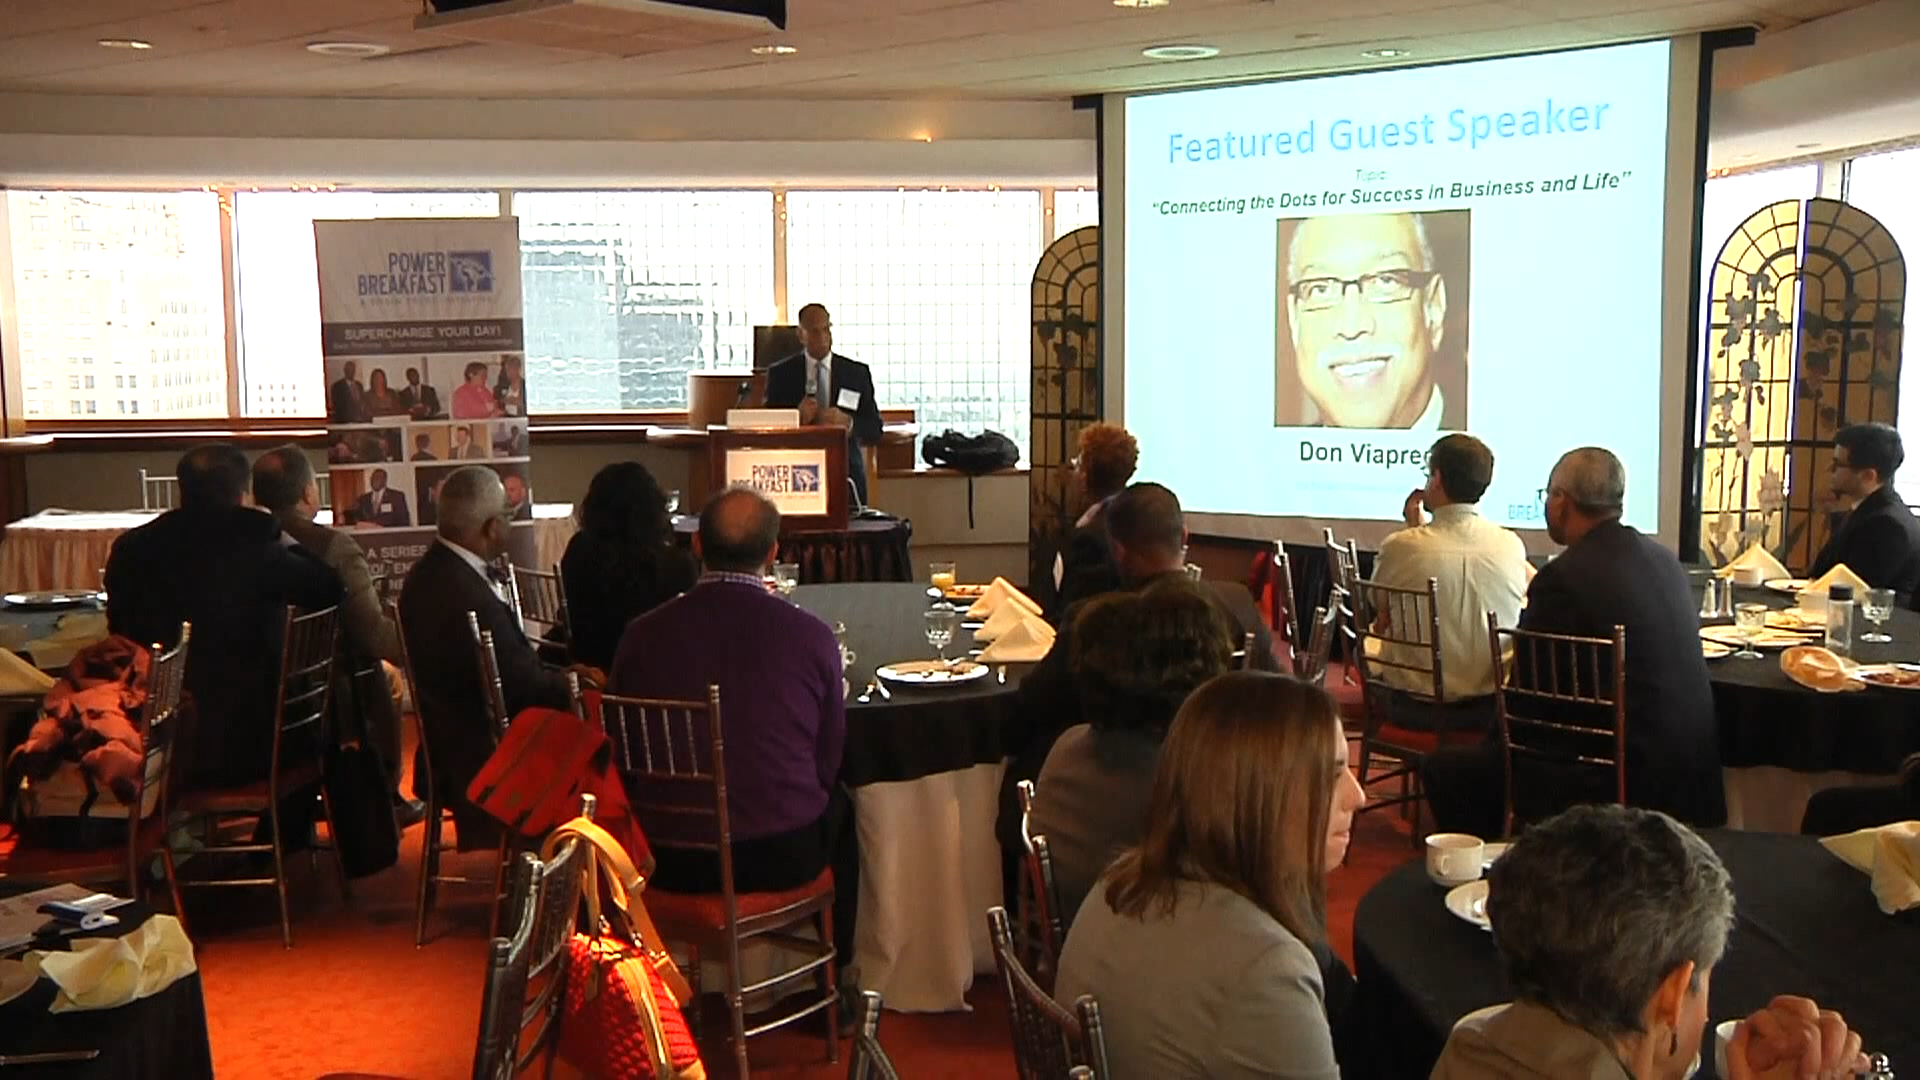 Featured Guest Speaker
Topic:
"Connecting the Dots for Success in Business and Life"
Don Viapre
POWER
BREAKFAST
SUPERCHARGE YOUR DAY!
A SERIES
POWER
BREAKFAST
BREA